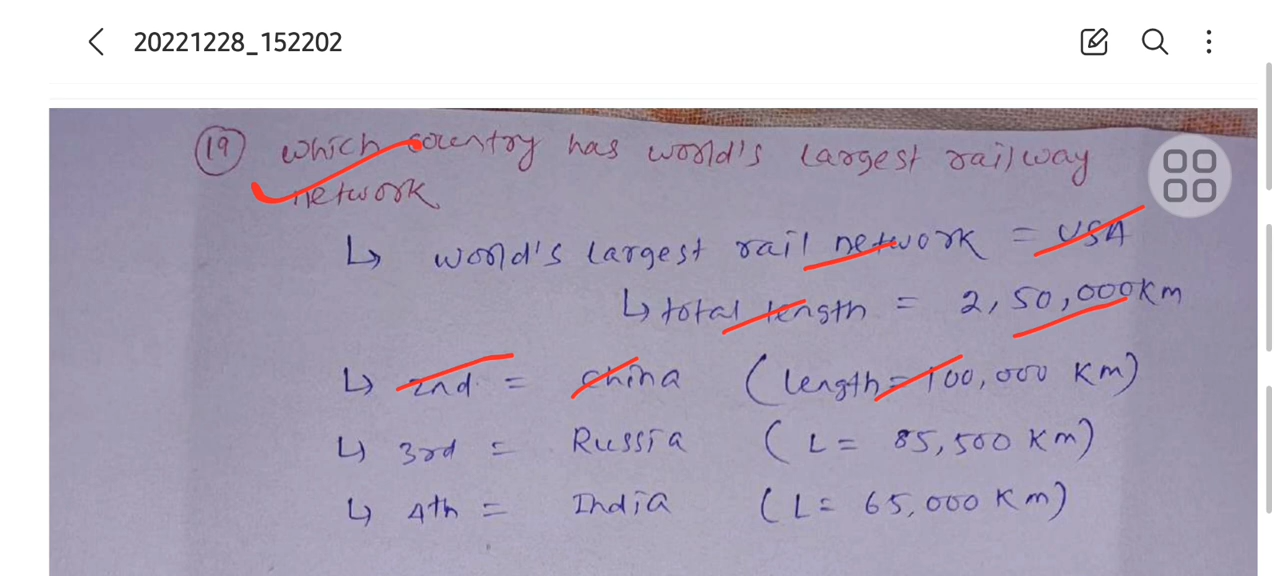 20221228_152202
19 which country has world's largest railway
network
↳ world's largest rail network = USA
↳ total length = 2,50,000 Km
↳ 2nd. = China (length = 100,000 Km)
↳ 3rd = Russia (L = 85,500 Km)
↳ 4th = India (L = 65,000 Km)